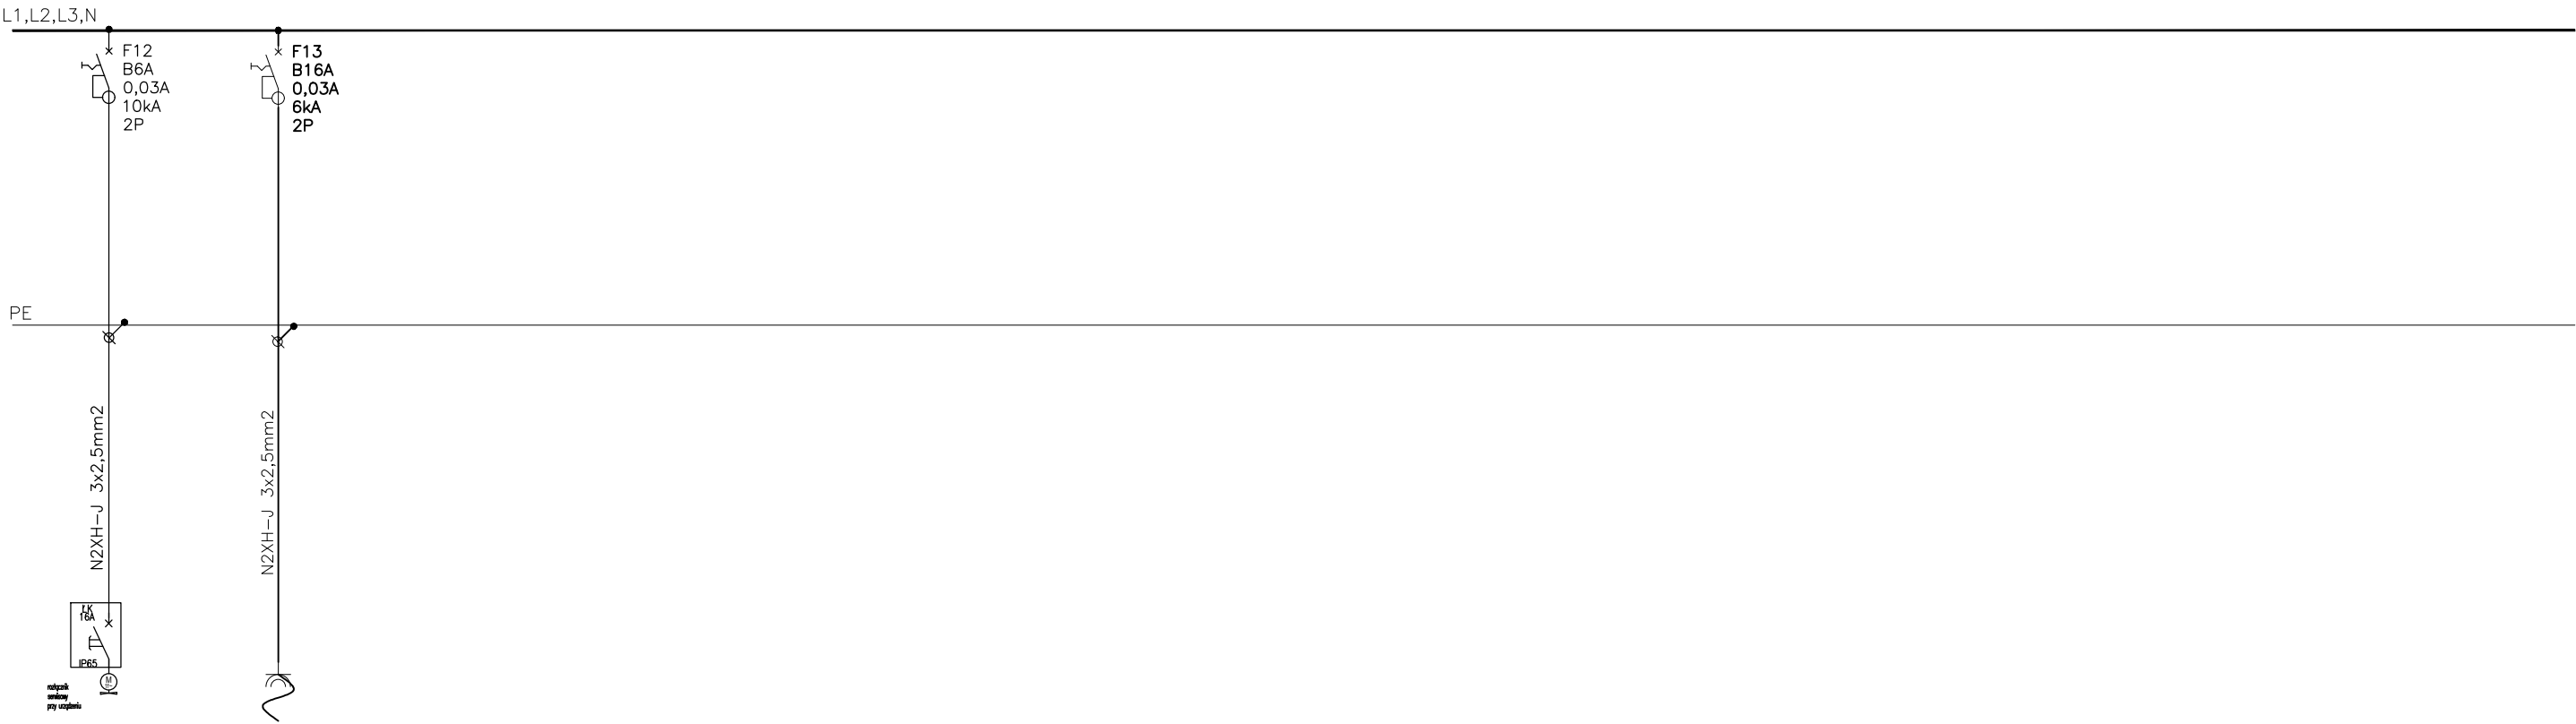 L1,L2,L3,N
F12
B6A
0,03A
10kA
2P
F13
B16A
0,03A
6kA
2P
PE
N2XH-J 3x2,5mm2
N2XH-J 3x2,5mm2
ŁK
16A
IP65
M
rozłącznik
serwisowy
przy urządzeniu